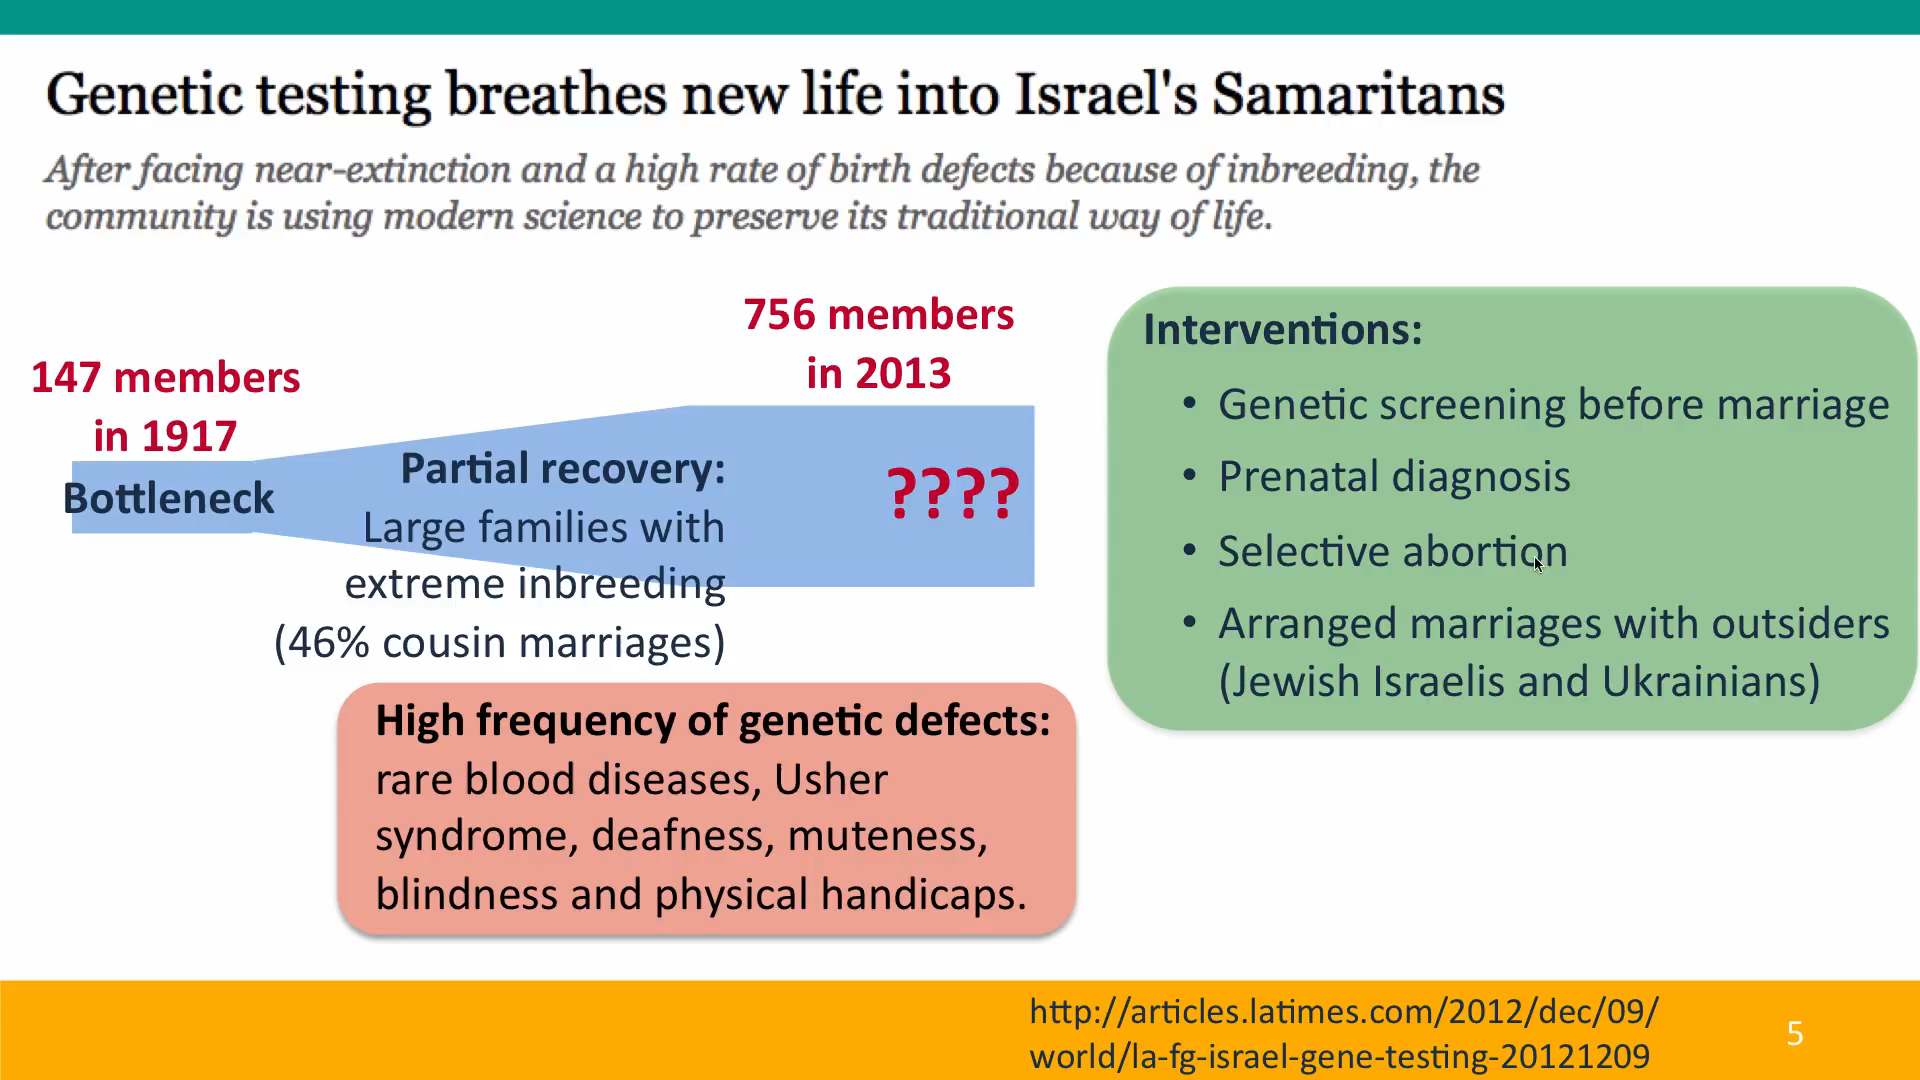 Genetic testing breathes new life into Israel's Samaritans
After facing near-extinction and a high rate of birth defects because of inbreeding, the
community is using modern science to preserve its traditional way of life.
147 members
in 1917
Bottleneck
756 members
in 2013
Partial recovery:
Large families with
extreme inbreeding
(46% cousin marriages)
????
High frequency of genetic defects:
rare blood diseases, Usher
syndrome, deafness, muteness,
blindness and physical handicaps.
Interventions:
• Genetic screening before marriage
• Prenatal diagnosis
• Selective abortion
• Arranged marriages with outsiders
(Jewish Israelis and Ukrainians)
http://articles.latimes.com/2012/dec/09/
world/la-fg-israel-gene-testing-20121209
5